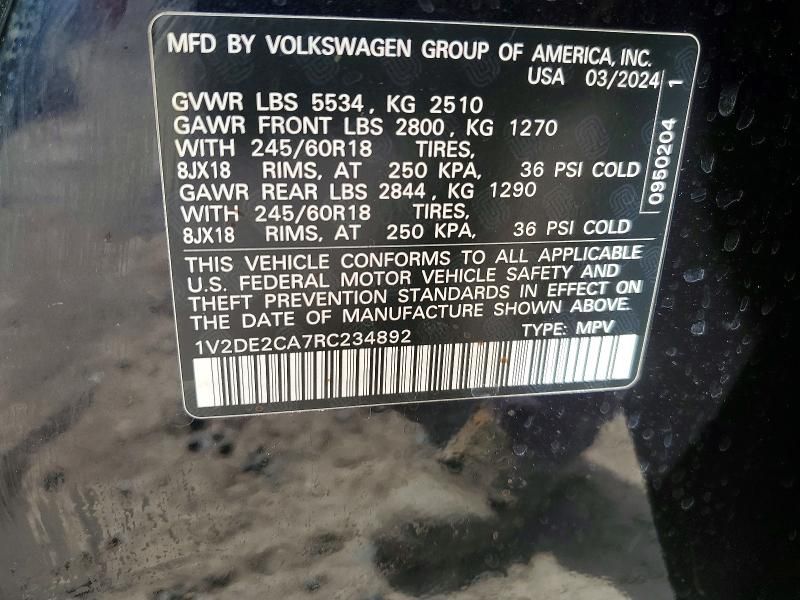 MFD BY VOLKSWAGEN GROUP OF AMERICA, INC.
USA 03/2024
GVWR LBS 5534, KG 2510
GAWR FRONT LBS 2800, KG 1270
WITH 245/60R18 TIRES,
8JX18 RIMS, AT 250 KPA, 36 PSI COLD
GAWR REAR LBS 2844, KG 1290
WITH 245/60R18 TIRES,
8JX18 RIMS, AT 250 KPA, 36 PSI COLD
THIS VEHICLE CONFORMS TO ALL APPLICABLE
U.S. FEDERAL MOTOR VEHICLE SAFETY AND
THEFT PREVENTION STANDARDS IN EFFECT ON
THE DATE OF MANUFACTURE SHOWN ABOVE.
1V2DE2CA7RC234892 TYPE: MPV
0950204 1